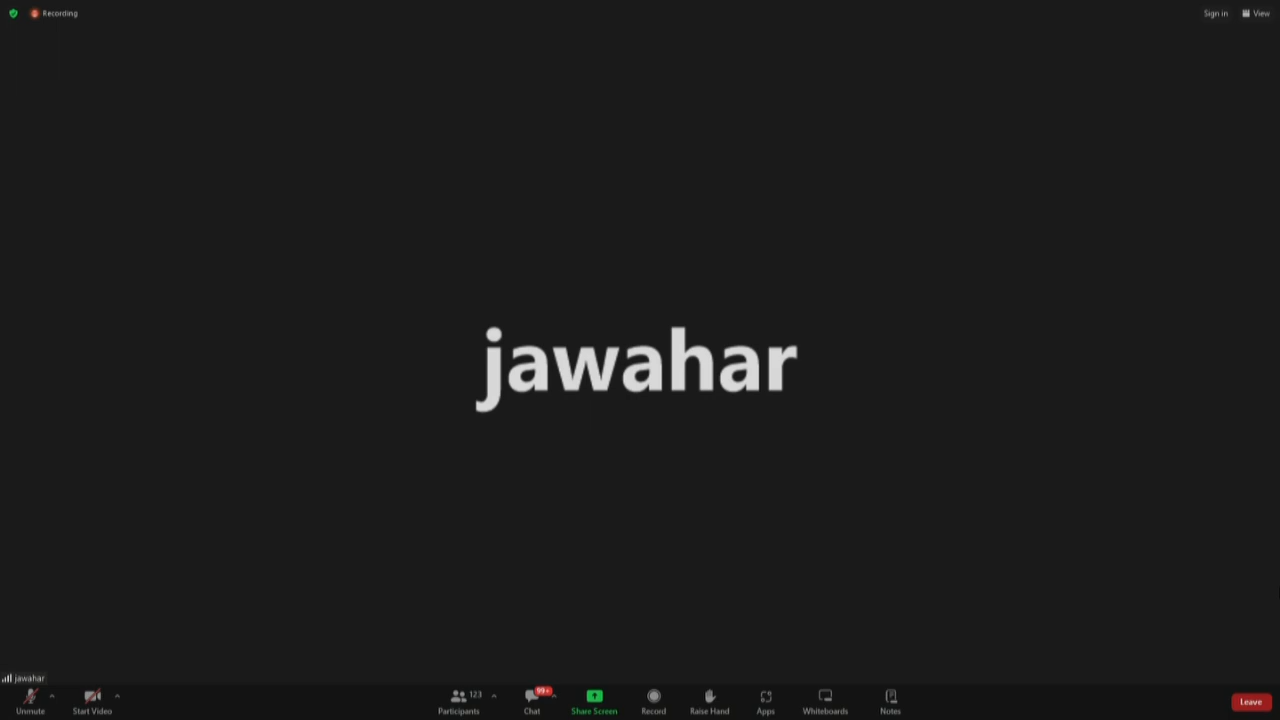 Recording
Sign in View
jawahar
jawahar
Unmute Start Video Participants 123 Chat 99+ Share Screen Record Raise Hand Apps Whiteboards Notes Leave